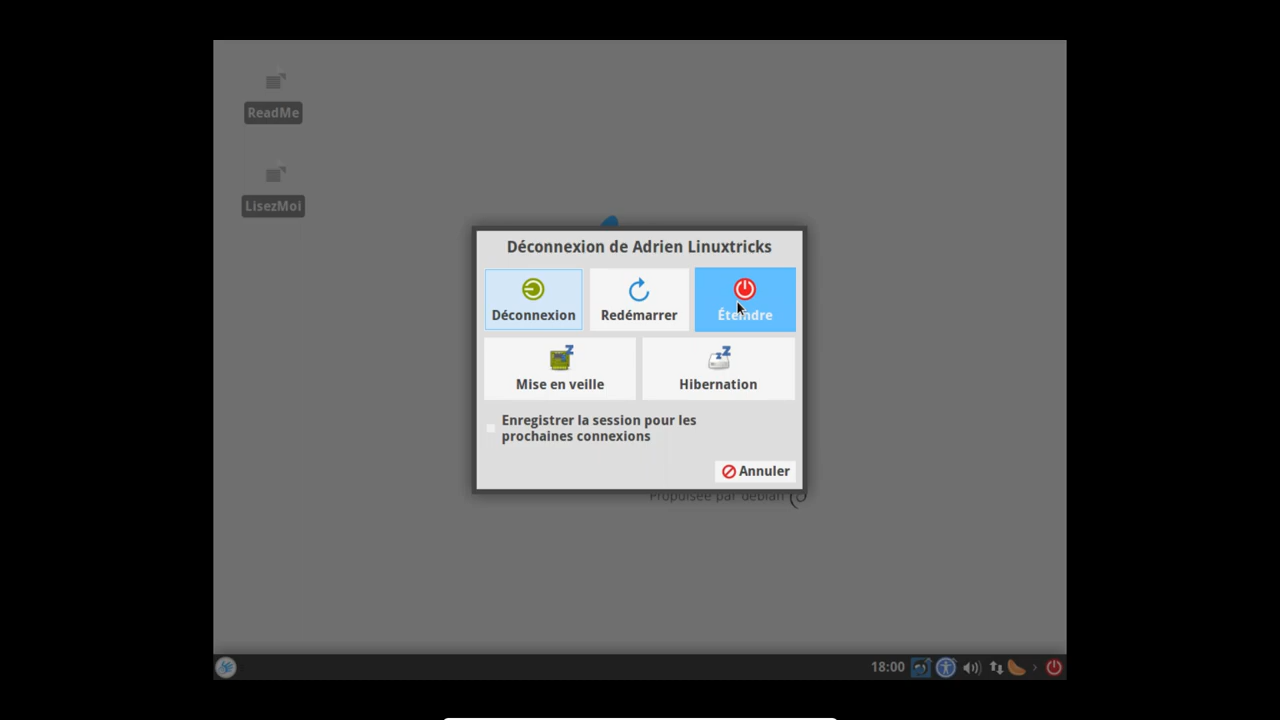 ReadMe
LisezMoi
Déconnexion de Adrien Linuxtricks
Déconnexion
Redémarrer
Éteindre
Mise en veille
Hibernation
Enregistrer la session pour les
prochaines connexions
Annuler
Propulsée par debian
18:00